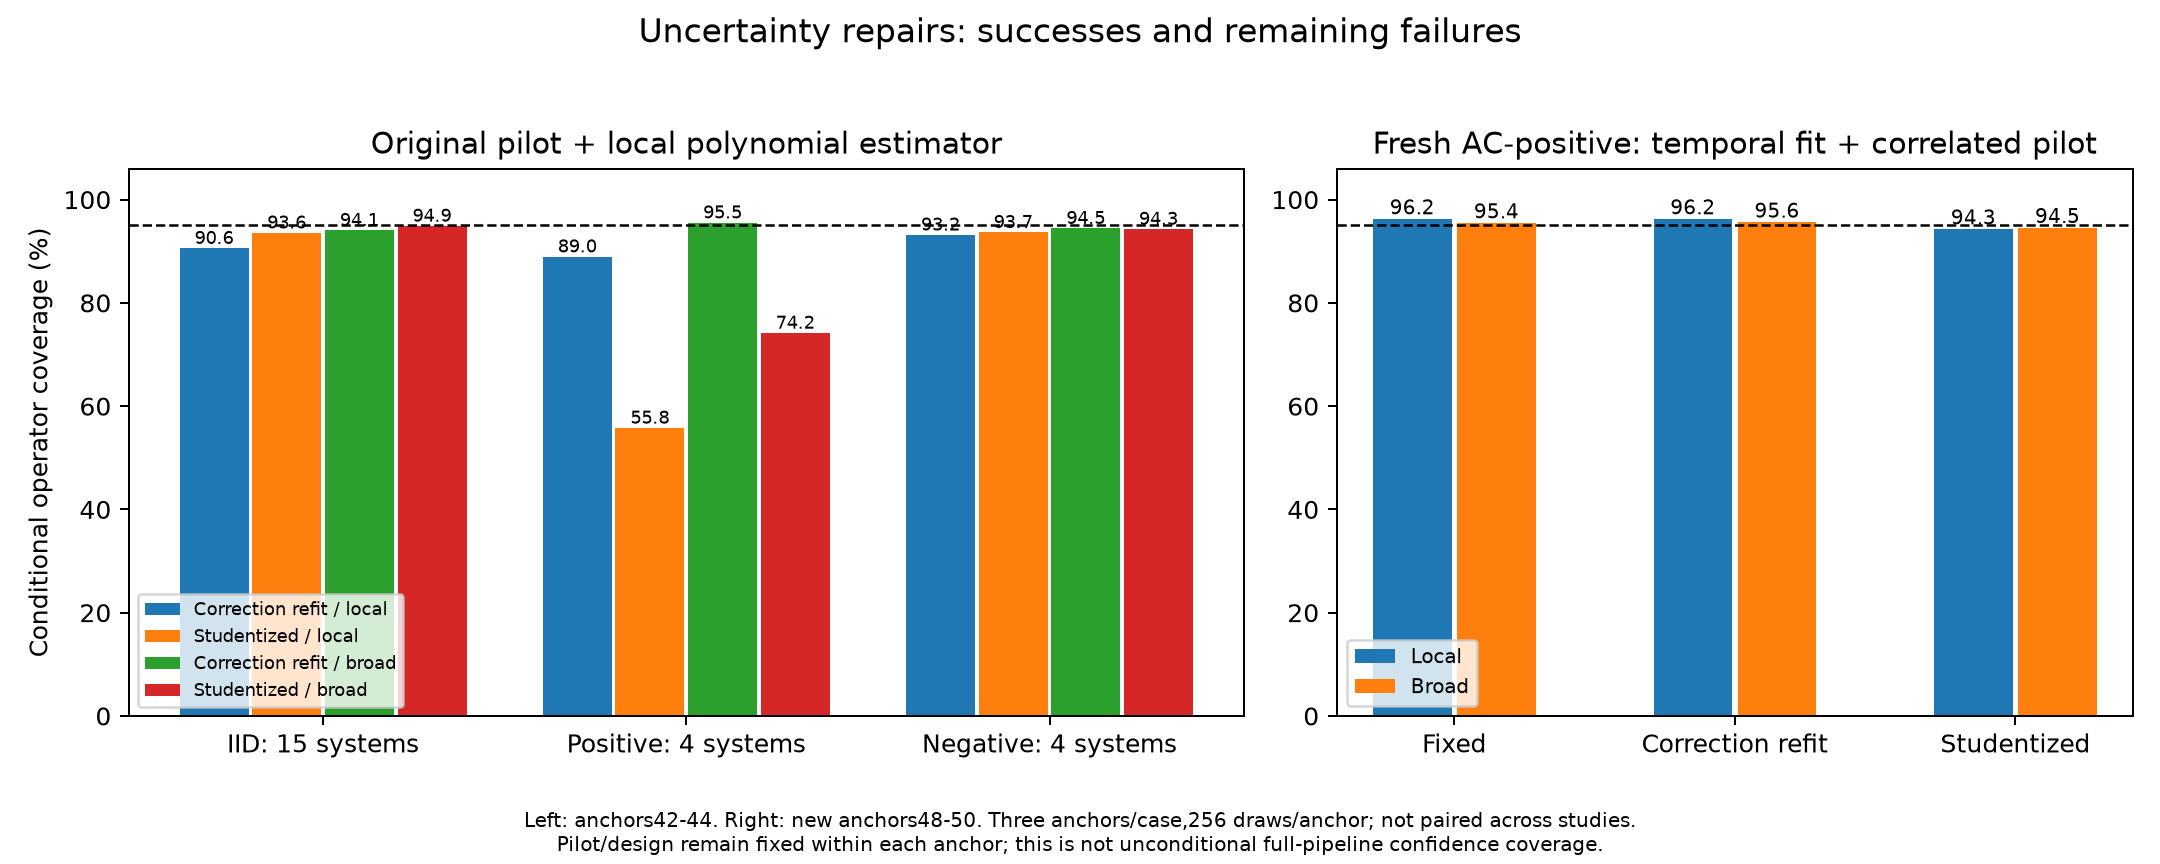 Uncertainty repairs: successes and remaining failures
Original pilot + local polynomial estimator
Conditional operator coverage (%)
100
80
60
40
20
0
90.6
93.6
94.1
94.9
89.0
55.8
95.5
74.2
93.2
93.7
94.5
94.3
Correction refit / local
Studentized / local
Correction refit / broad
Studentized / broad
IID: 15 systems
Positive: 4 systems
Negative: 4 systems
Fresh AC-positive: temporal fit + correlated pilot
100
80
60
40
20
0
96.2
95.4
96.2
95.6
94.3
94.5
Local
Broad
Fixed
Correction refit
Studentized
Left: anchors42-44. Right: new anchors48-50. Three anchors/case,256 draws/anchor; not paired across studies.
Pilot/design remain fixed within each anchor; this is not unconditional full-pipeline confidence coverage.